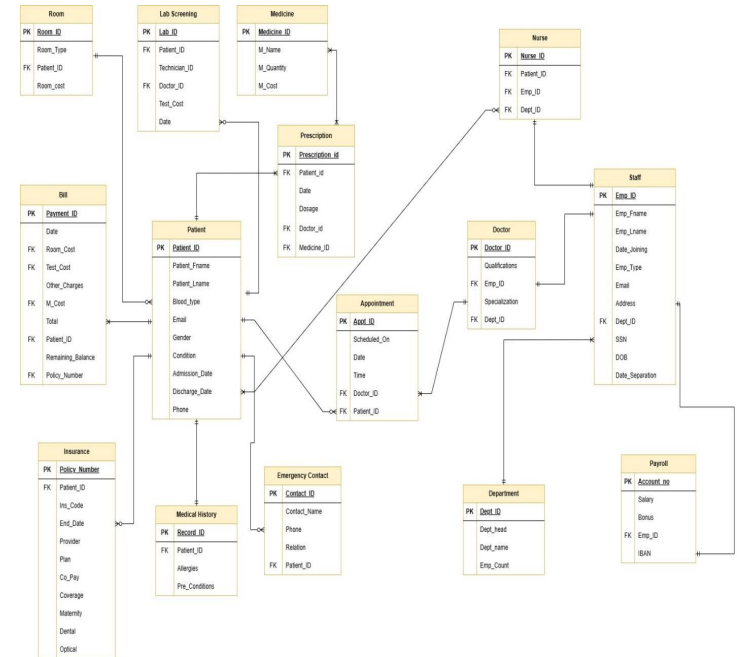 Room
PK Room_ID
Room_Type
FK Patient_ID
Room_cost
Lab Screening
PK Lab_ID
FK Patient_ID
Technician_ID
FK Doctor_ID
Test_Cost
Date
Medicine
PK Medicine_ID
M_Name
M_Quantity
M_Cost
Nurse
PK Nurse_ID
FK Patient_ID
FK Emp_ID
FK Dept_ID
Prescription
PK Prescription_id
FK Patient_id
Date
Dosage
FK Doctor_id
FK Medicine_ID
Staff
PK Emp_ID
Emp_Fname
Emp_Lname
Date_Joining
Emp_Type
Email
Address
FK Dept_ID
SSN
DOB
Date_Separation
Bill
PK Payment_ID
Date
FK Room_Cost
FK Test_Cost
Other_Charges
FK M_Cost
Total
FK Patient_ID
Remaining_Balance
FK Policy_Number
Patient
PK Patient_ID
Patient_Fname
Patient_Lname
Blood_type
Email
Gender
Condition
Admission_Date
Discharge_Date
Phone
Doctor
PK Doctor_ID
Qualifications
FK Emp_ID
Specialization
FK Dept_ID
Appointment
PK Appt_ID
Scheduled_On
Date
Time
FK Doctor_ID
FK Patient_ID
Insurance
PK Policy_Number
FK Patient_ID
Ins_Code
End_Date
Provider
Plan
Co_Pay
Coverage
Maternity
Dental
Optical
Medical History
PK Record_ID
FK Patient_ID
Allergies
Pre_Conditions
Emergency Contact
PK Contact_ID
Contact_Name
Phone
Relation
FK Patient_ID
Department
PK Dept_ID
Dept_head
Dept_name
Emp_Count
Payroll
PK Account_no
Salary
Bonus
FK Emp_ID
IBAN